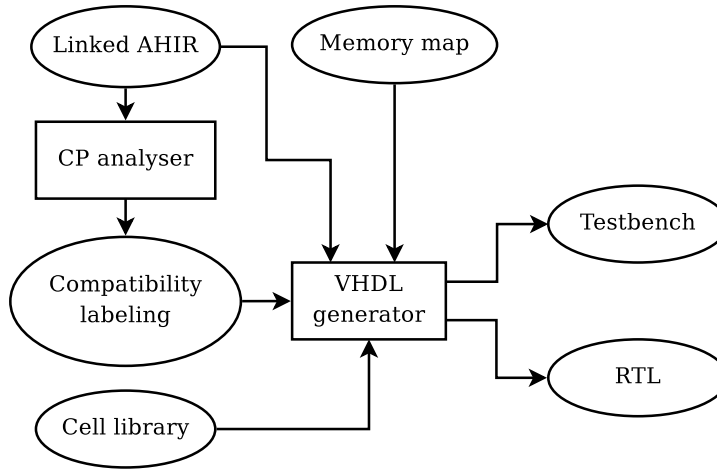 Linked AHIR
Memory map
CP analyser
Compatibility
labeling
VHDL
generator
Testbench
RTL
Cell library